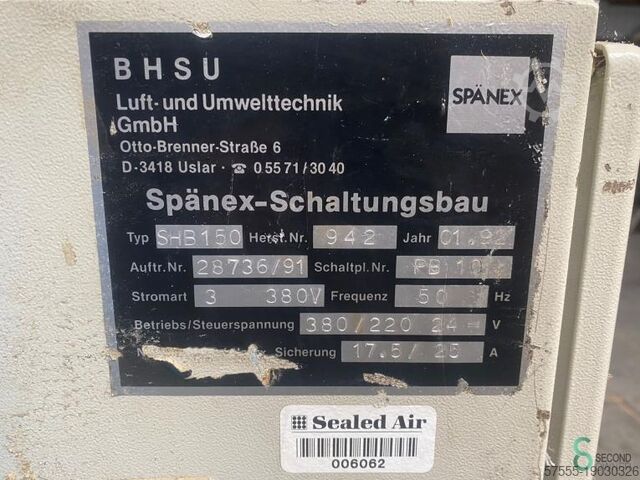 BHSU
SPÄNEX
Luft- und Umwelttechnik
GmbH
Otto-Brenner-Straße 6
D-3418 Uslar · ☎ 05571/3040
Spänex-Schaltungsbau
Typ SHB150 Herst.Nr. 942 Jahr 01.92
Auftr.Nr. 28736/91 Schaltpl.Nr. PB110
Stromart 3 380V Frequenz 50 Hz
Betriebs/Steuerspannung 380/220 24= V
Sicherung 17.5/25 A
Sealed Air
006062
SECOND
57555-19030326